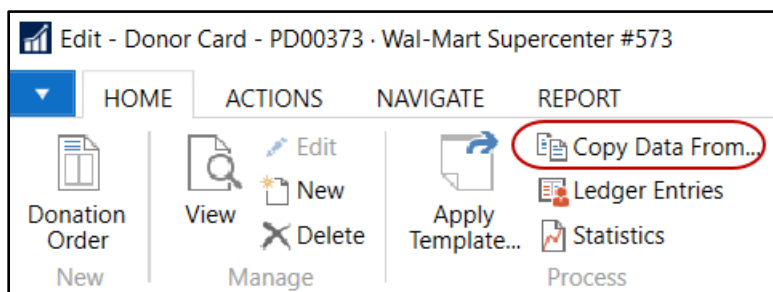 Edit - Donor Card - PD00373 · Wal-Mart Supercenter #573
HOME ACTIONS NAVIGATE REPORT
Donation
Order
New
View
Edit
New
Delete
Manage
Apply
Template...
Copy Data From...
Ledger Entries
Statistics
Process